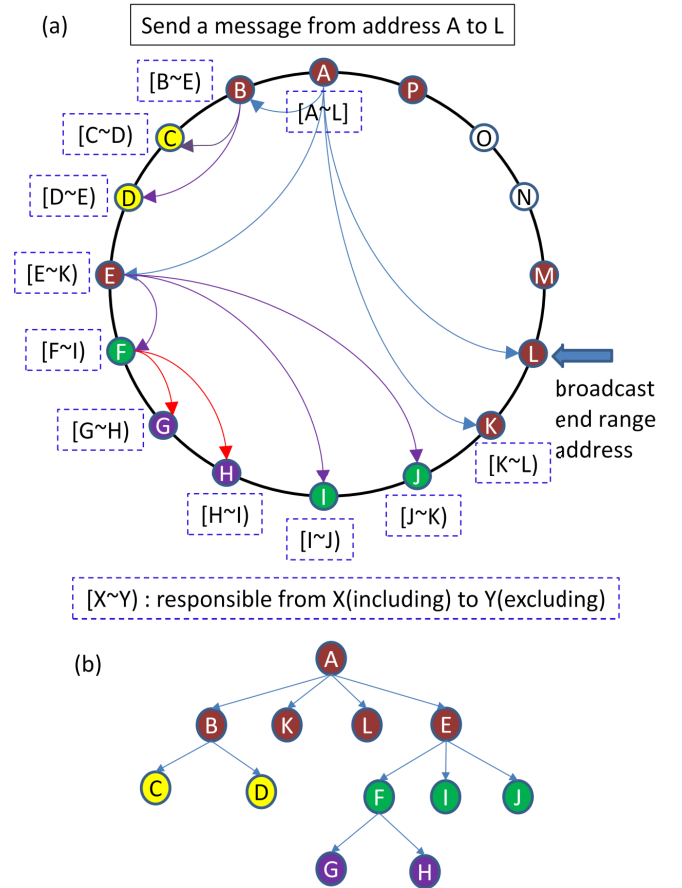 (a)
Send a message from address A to L
[B~E)
B
A
P
[A~L]
[C~D)
C
O
[D~E)
D
N
[E~K)
E
M
[F~I)
F
L
broadcast
end range
address
[G~H)
G
K
[K~L)
H
J
[H~I)
I
[J~K)
[I~J)
[X~Y) : responsible from X(including) to Y(excluding)
(b)
A
B
K
L
E
C
D
F
I
J
G
H